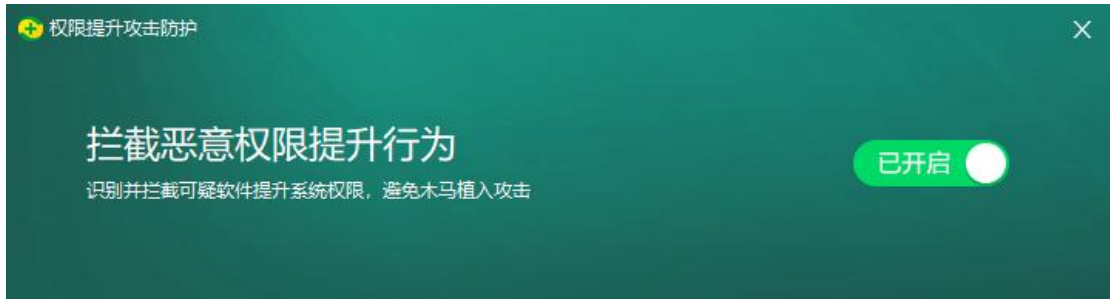 权限提升攻击防护
拦截恶意权限提升行为
已开启
识别并拦截可疑软件提升系统权限，避免木马植入攻击